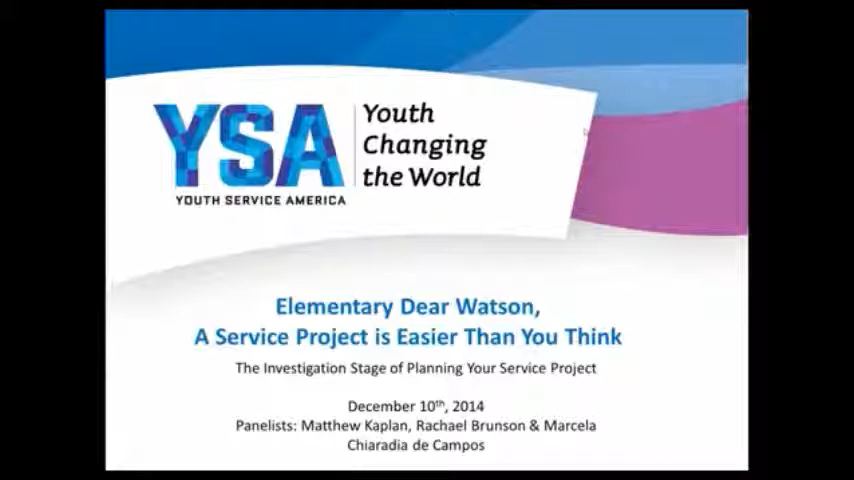 YSA
YOUTH SERVICE AMERICA
Youth
Changing
the World
Elementary Dear Watson,
A Service Project is Easier Than You Think
The Investigation Stage of Planning Your Service Project
December 10th, 2014
Panelists: Matthew Kaplan, Rachael Brunson & Marcela
Chiaradia de Campos